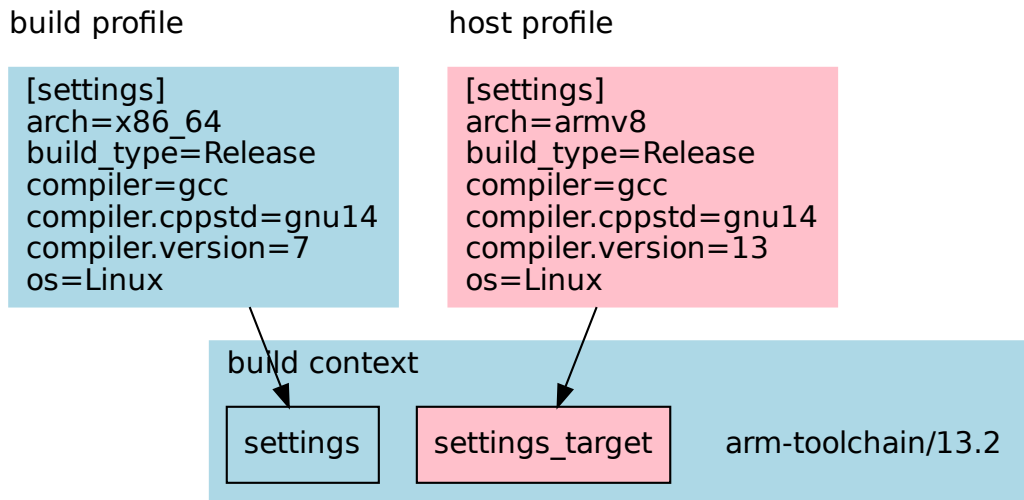 build profile
[settings]
arch=x86_64
build_type=Release
compiler=gcc
compiler.cppstd=gnu14
compiler.version=7
os=Linux
host profile
[settings]
arch=armv8
build_type=Release
compiler=gcc
compiler.cppstd=gnu14
compiler.version=13
os=Linux
build context
settings
settings_target
arm-toolchain/13.2